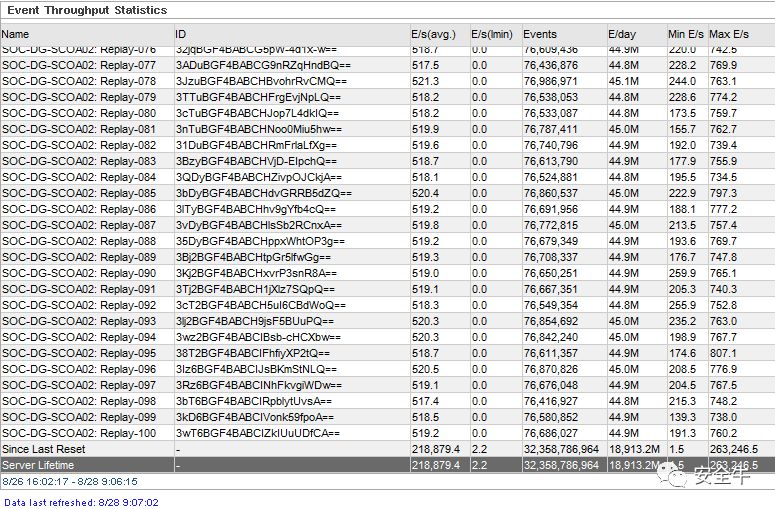 Event Throughput Statistics
Name ID E/s(avg.) E/s(lmin) Events E/day Min E/s Max E/s
SOC-DG-SCOA02: Replay-076 32jqBGF4BABCG5pW-4d1x-w== 518.7 0.0 76,609,436 44.9M 220.0 742.5
SOC-DG-SCOA02: Replay-077 3ADuBGF4BABCG9nRZqHndBQ== 517.5 0.0 76,436,876 44.8M 228.2 769.9
SOC-DG-SCOA02: Replay-078 3JzuBGF4BABCHBvohrRvCMQ== 521.3 0.0 76,986,971 45.1M 244.0 763.1
SOC-DG-SCOA02: Replay-079 3TTuBGF4BABCHFrgEvjNpLQ== 518.2 0.0 76,538,053 44.8M 228.6 774.2
SOC-DG-SCOA02: Replay-080 3cTuBGF4BABCHJop7L4dkIQ== 518.2 0.0 76,533,087 44.8M 173.5 759.7
SOC-DG-SCOA02: Replay-081 3nTuBGF4BABCHNoo0Miu5hw== 519.9 0.0 76,787,411 45.0M 155.7 762.7
SOC-DG-SCOA02: Replay-082 31DuBGF4BABCHRmFrlaLfXg== 519.6 0.0 76,740,796 44.9M 192.0 739.4
SOC-DG-SCOA02: Replay-083 3BzyBGF4BABCHVjD-EIpchQ== 518.7 0.0 76,613,790 44.9M 177.9 755.9
SOC-DG-SCOA02: Replay-084 3QDyBGF4BABCHZivpOJCkjA== 518.1 0.0 76,524,881 44.8M 195.5 734.5
SOC-DG-SCOA02: Replay-085 3bDyBGF4BABCHdvGRRB5dZQ== 520.4 0.0 76,860,537 45.0M 222.9 797.3
SOC-DG-SCOA02: Replay-086 3lTyBGF4BABCHhv9gYfb4cQ== 519.2 0.0 76,691,956 44.9M 188.1 777.2
SOC-DG-SCOA02: Replay-087 3vDyBGF4BABCHlsSb2RCnxA== 519.8 0.0 76,772,815 45.0M 213.5 757.4
SOC-DG-SCOA02: Replay-088 35DyBGF4BABCHppxWhtOP3g== 519.2 0.0 76,679,349 44.9M 193.6 769.7
SOC-DG-SCOA02: Replay-089 3Bj2BGF4BABCHtpGr5lfwGg== 519.3 0.0 76,708,337 44.9M 176.7 747.8
SOC-DG-SCOA02: Replay-090 3Kj2BGF4BABCHxvrP3snR8A== 519.0 0.0 76,650,251 44.9M 259.9 765.1
SOC-DG-SCOA02: Replay-091 3Tj2BGF4BABCH1jXlz7SQpQ== 519.1 0.0 76,667,351 44.9M 205.3 740.3
SOC-DG-SCOA02: Replay-092 3cT2BGF4BABCH5uI6CBdWoQ== 518.3 0.0 76,549,354 44.8M 255.9 752.8
SOC-DG-SCOA02: Replay-093 3lj2BGF4BABCH9jsF5BUuPQ== 520.3 0.0 76,854,692 45.0M 235.2 763.0
SOC-DG-SCOA02: Replay-094 3wz2BGF4BABCIBsb-cHCXbw== 520.3 0.0 76,842,240 45.0M 198.9 767.7
SOC-DG-SCOA02: Replay-095 38T2BGF4BABCIFhfiyXP2tQ== 518.7 0.0 76,611,357 44.9M 174.6 807.1
SOC-DG-SCOA02: Replay-096 3Iz6BGF4BABCIJsBKmStNLQ== 520.5 0.0 76,870,826 45.0M 208.5 776.9
SOC-DG-SCOA02: Replay-097 3Rz6BGF4BABCINhFkvgiWDw== 519.1 0.0 76,676,048 44.9M 204.5 767.5
SOC-DG-SCOA02: Replay-098 3bT6BGF4BABCIRpblytUvsA== 517.4 0.0 76,416,927 44.8M 215.3 748.2
SOC-DG-SCOA02: Replay-099 3kD6BGF4BABCIVonk59fpoA== 518.5 0.0 76,580,852 44.9M 139.3 738.0
SOC-DG-SCOA02: Replay-100 3wT6BGF4BABCIZkIUuUDfCA== 519.2 0.0 76,686,027 44.9M 191.3 760.2
Since Last Reset - 218,879.4 2.2 32,358,786,964 18,913.2M 1.5 263,246.5
Server Lifetime - 218,879.4 2.2 32,358,786,964 18,913.2M 1.5 263,246.5
安全牛
8/26 16:02:17 - 8/28 9:06:15
Data last refreshed: 8/28 9:07:02